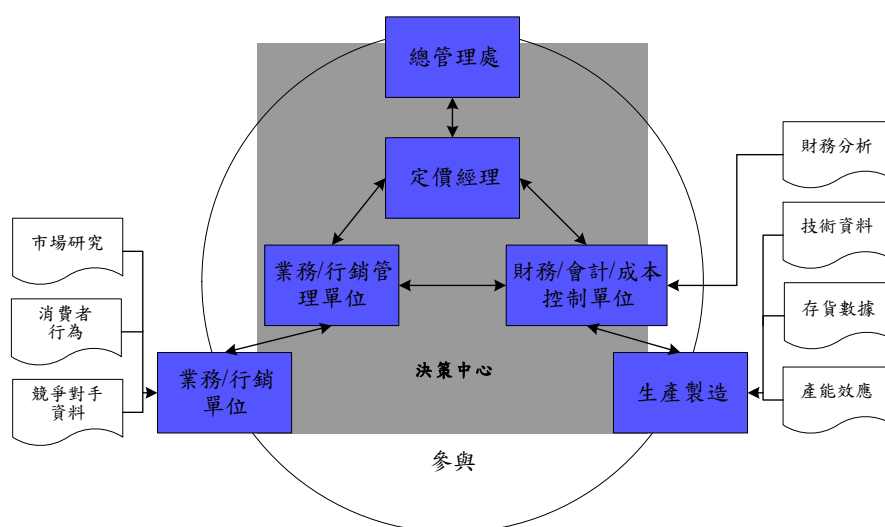 總管理處
定價經理
財務分析
技術資料
市場研究
業務/行銷管
理單位
財務/會計/成本
控制單位
消費者
行為
存貨數據
決策中心
業務/行銷
單位
生產製造
競爭對手
資料
產能效應
參與